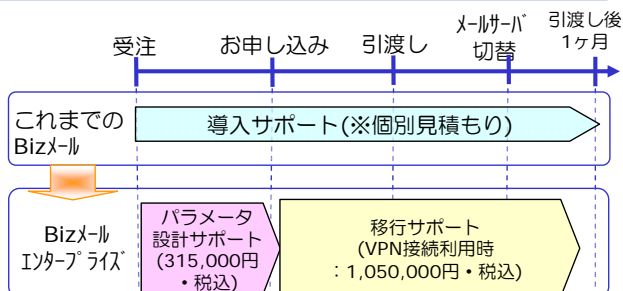 受注
お申し込み
引渡し
ﾒｰﾙｻｰﾊﾞ
切替
引渡し後
1ヶ月
これまでの
Bizﾒｰﾙ
導入サポート(※個別見積もり)
Bizﾒｰﾙ
ｴﾝﾀｰﾌﾟﾗｲｽﾞ
パラメータ
設計サポート
(315,000円
・税込)
移行サポート
(VPN接続利用時
：1,050,000円・税込)